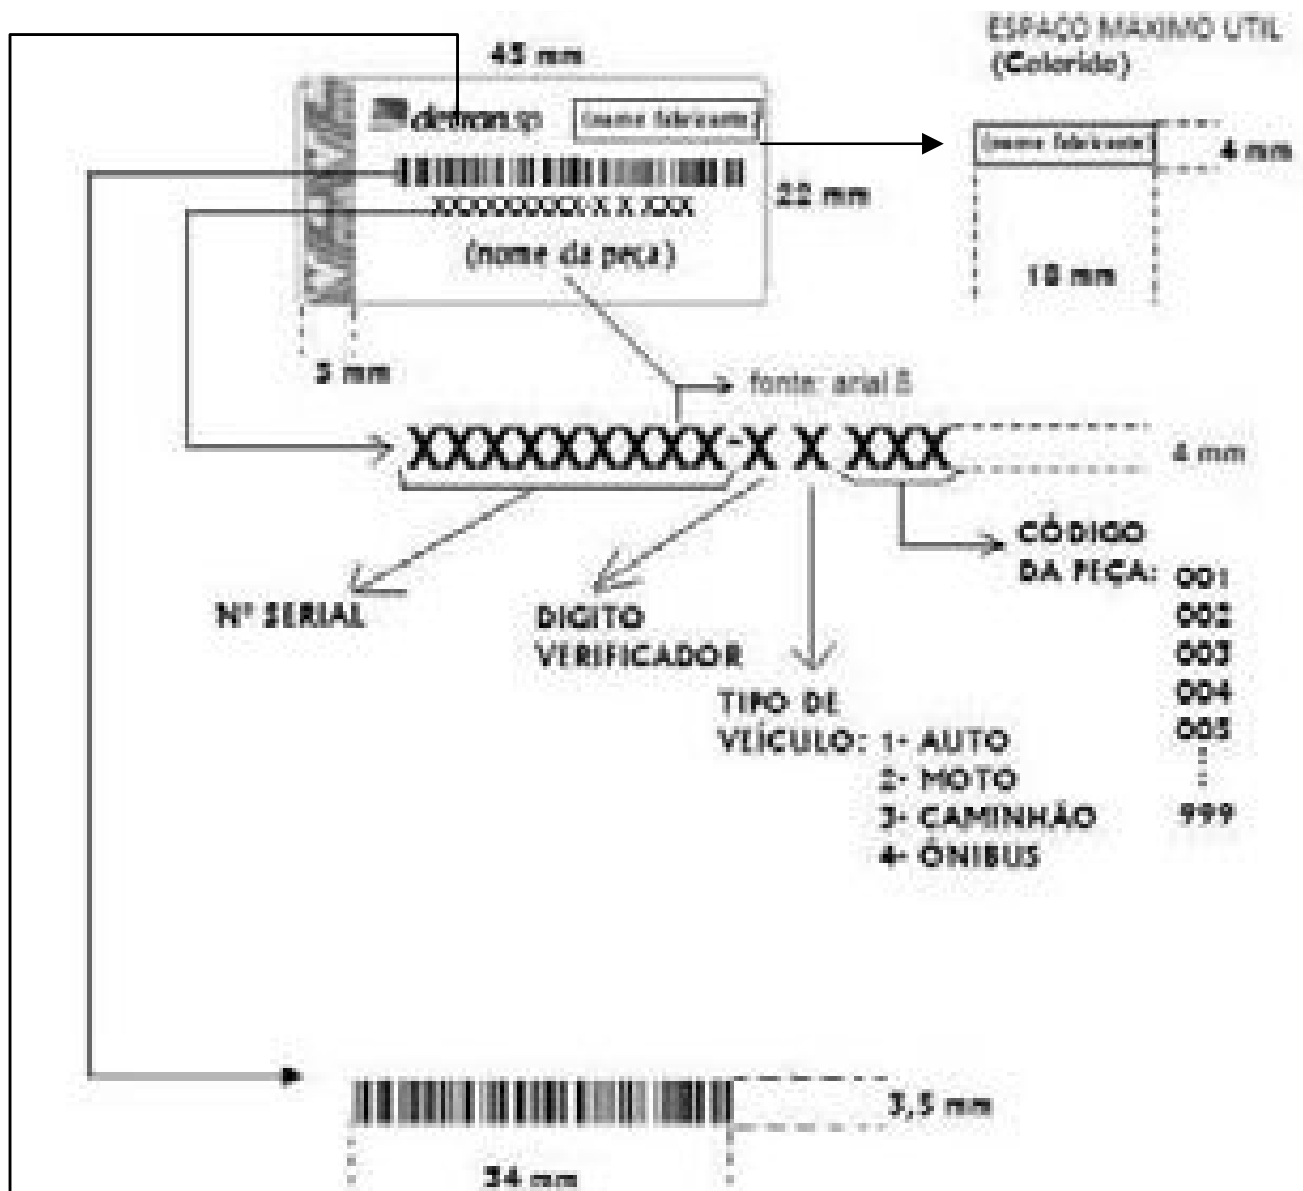 ESPAÇO MAXIMO UTIL
(Colorido)
45 mm
detran.sp
(nome fabricante)
(nome fabricante)
4 mm
22 mm
XXXXXXXXX-X X XXX
(nome da peça)
18 mm
5 mm
fonte: arial 8
XXXXXXXXX-X X XXX
4 mm
CÓDIGO
DA PEÇA: 001
002
003
004
005
999
Nº SERIAL
DIGITO
VERIFICADOR
TIPO DE
VEÍCULO: 1- AUTO
2- MOTO
3- CAMINHÃO
4- ÔNIBUS
3,5 mm
34 mm